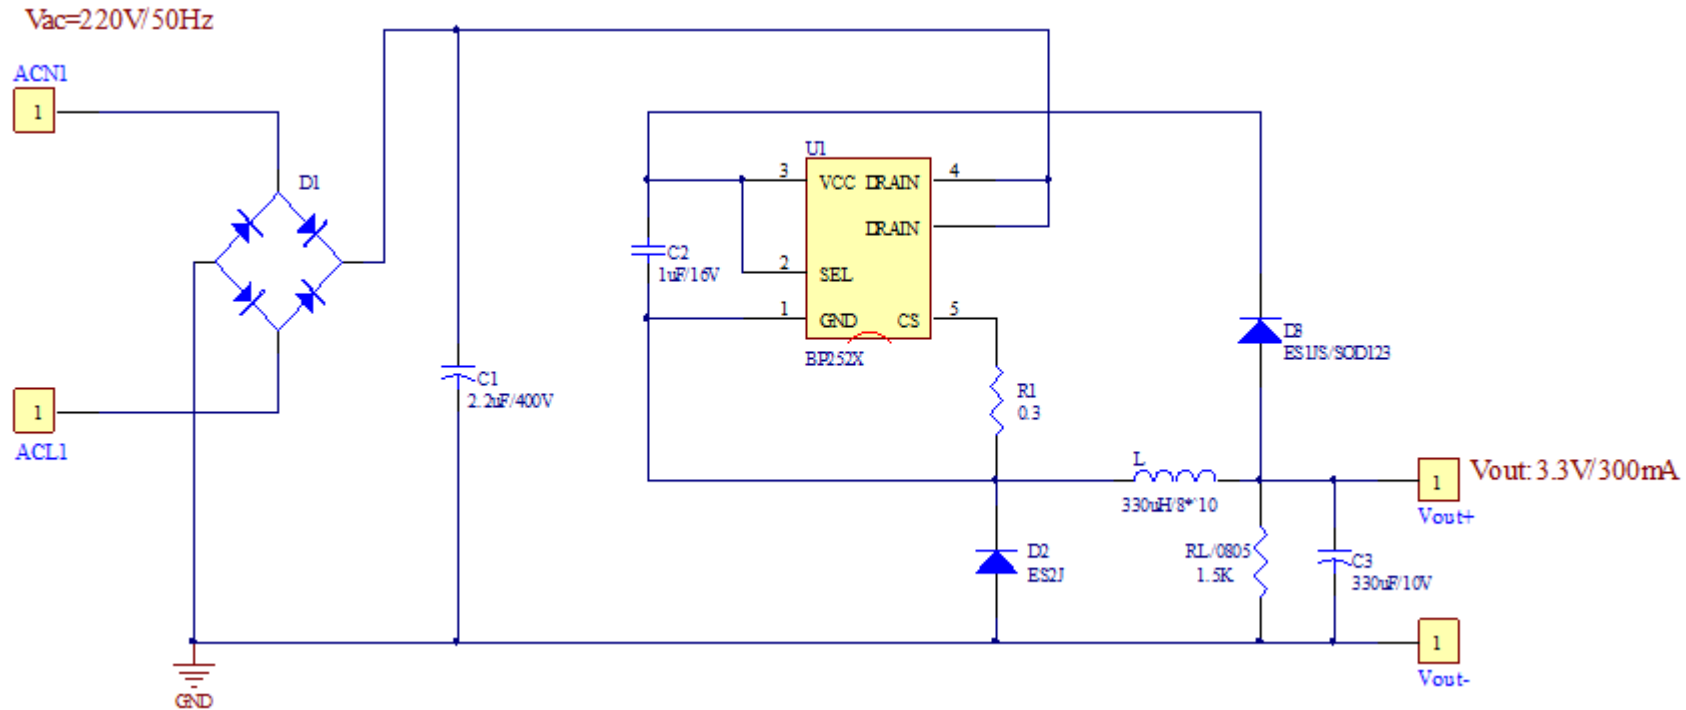 Vac=220V/50Hz
ACN1
1
D1
U1
3
VCC
DRAIN
4
DRAIN
C2
1uF/16V
2
SEL
1
GND
CS
5
BP252X
D3
ES1JS/SOD123
C1
2.2uF/400V
R1
0.3
1
ACL1
L
330uH/8*10
1
Vout:3.3V/300mA
Vout+
D2
ES2J
RL/0805
1.5K
C3
330uF/10V
1
Vout-
GND